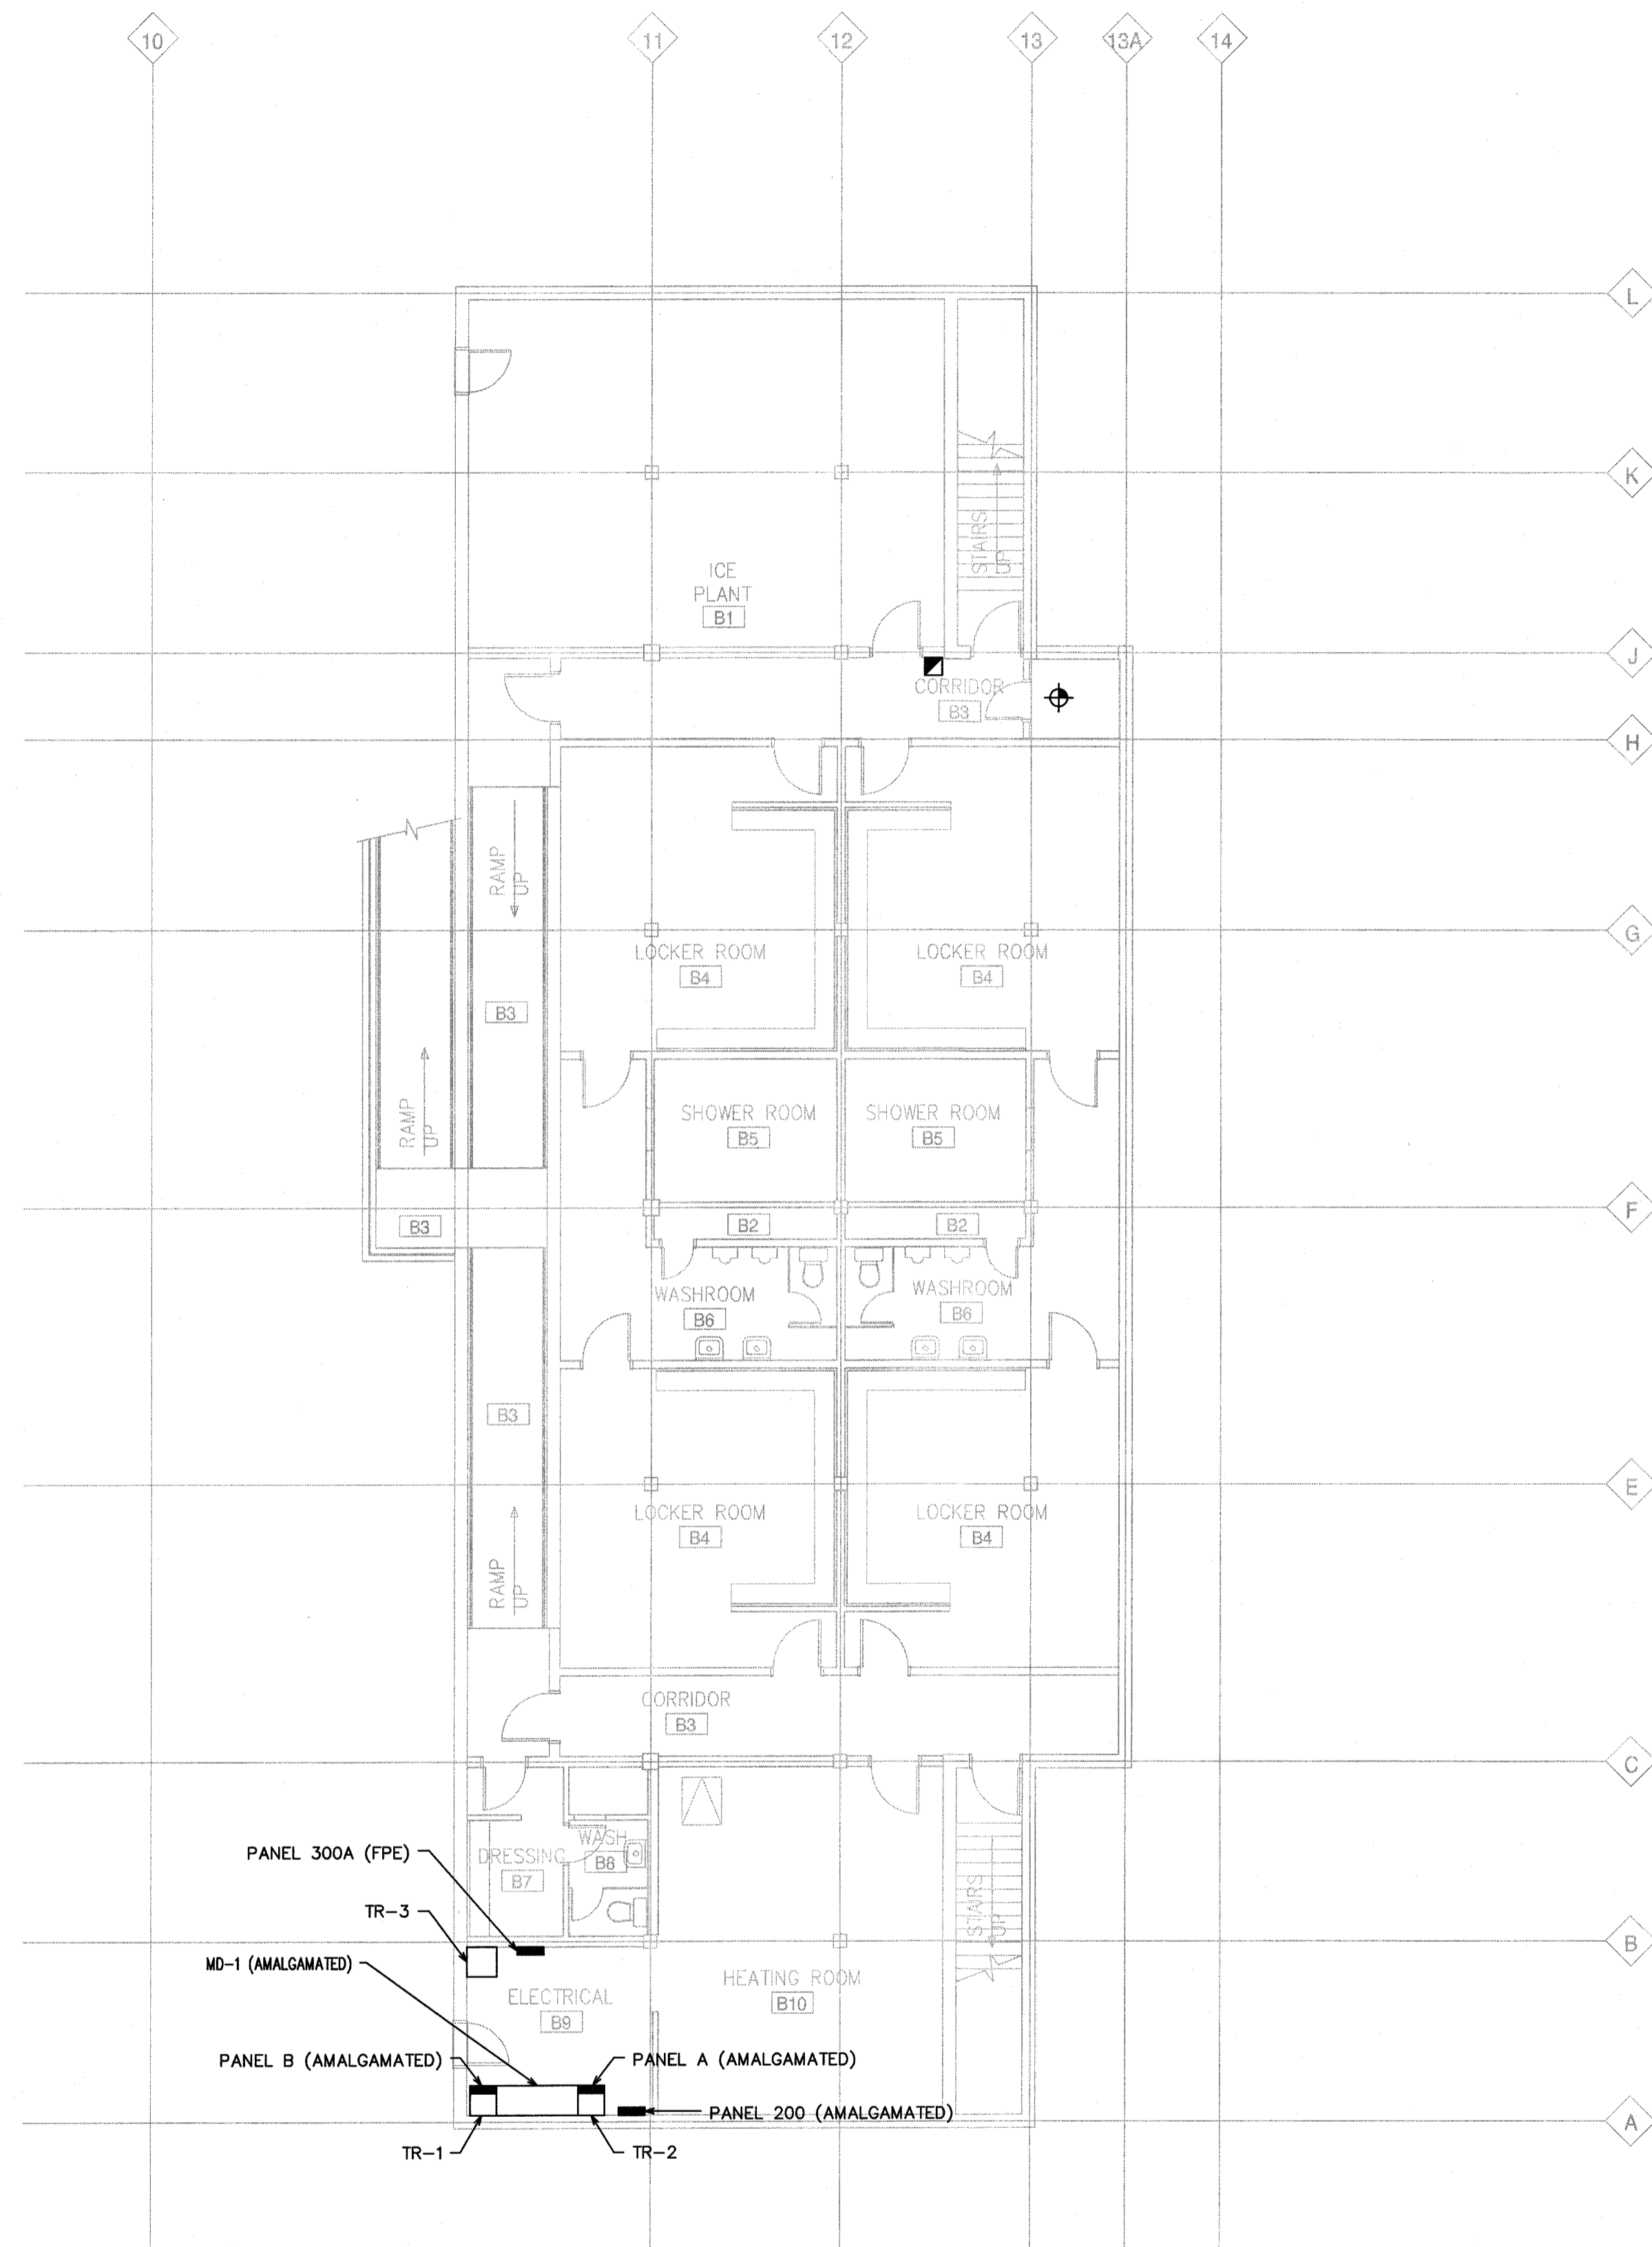 10 11 12 13 13A 14
L
K
STAIRS
UP
ICE
PLANT
B1
J
CORRIDOR
B3
H
RAMP
UP
G
LOCKER ROOM LOCKER ROOM
B4 B4
B3
RAMP
UP
SHOWER ROOM SHOWER ROOM
B5 B5
F
B3 B2 B2
WASHROOM WASHROOM
B6 B6
B3
E
LOCKER ROOM LOCKER ROOM
B4 B4
RAMP
UP
CORRIDOR
B3
C
WASH
B8
PANEL 300A (FPE)
DRESSING
B7
STAIRS
UP
TR-3
B
MD-1 (AMALGAMATED)
HEATING ROOM
B10
ELECTRICAL
B9
PANEL B (AMALGAMATED) PANEL A (AMALGAMATED)
PANEL 200 (AMALGAMATED)
A
TR-1 TR-2